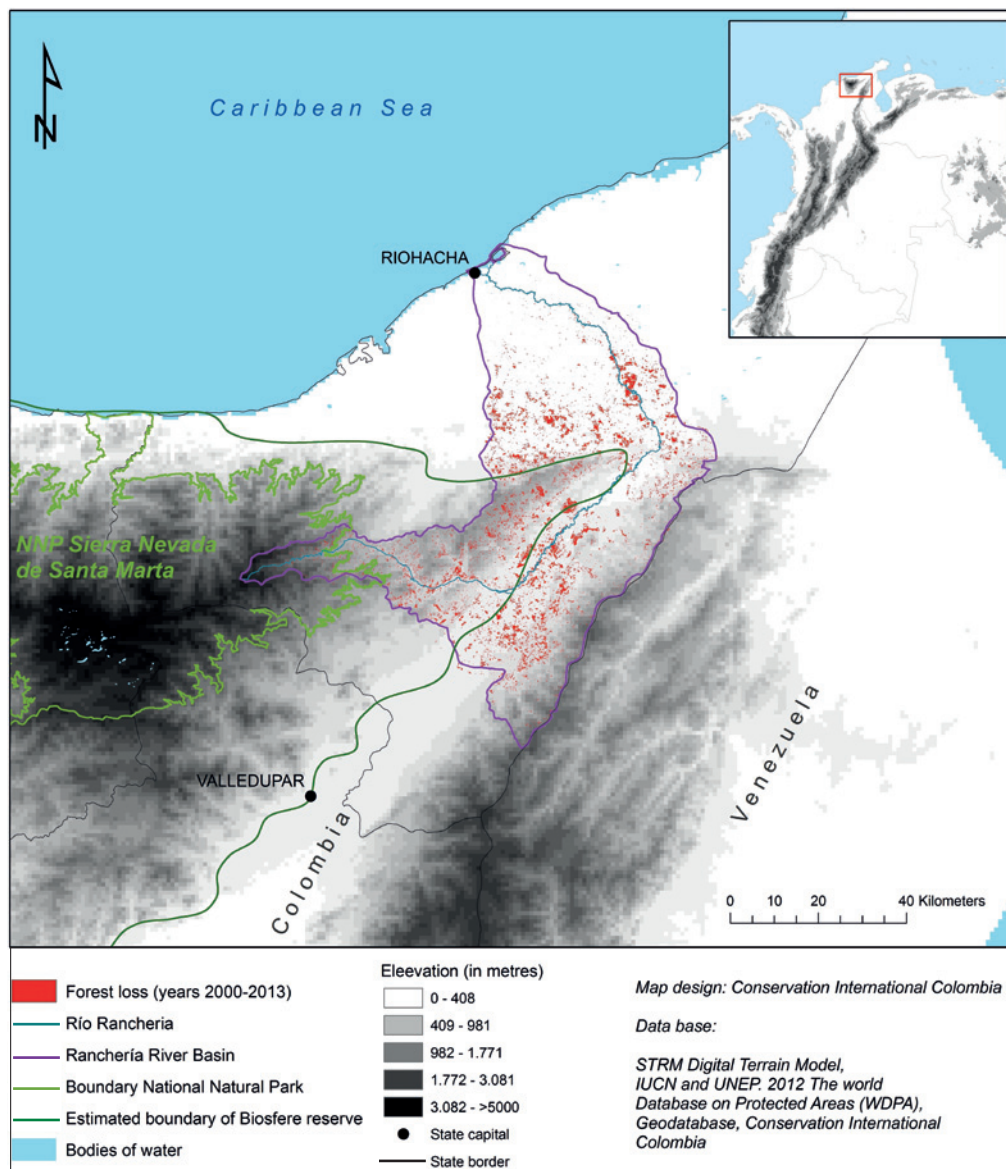 Caribbean Sea
N
RIOHACHA
NNP Sierra Nevada
de Santa Marta
VALLEDUPAR
Colombia
Venezuela
0 10 20 40 Kilometers
Forest loss (years 2000-2013)
Río Rancheria
Ranchería River Basin
Boundary National Natural Park
Estimated boundary of Biosfere reserve
Bodies of water
Eleevation (in metres)
0 - 408
409 - 981
982 - 1.771
1.772 - 3.081
3.082 - >5000
State capital
State border
Map design: Conservation International Colombia
Data base:
STRM Digital Terrain Model,
IUCN and UNEP. 2012 The world
Database on Protected Areas (WDPA),
Geodatabase, Conservation International
Colombia